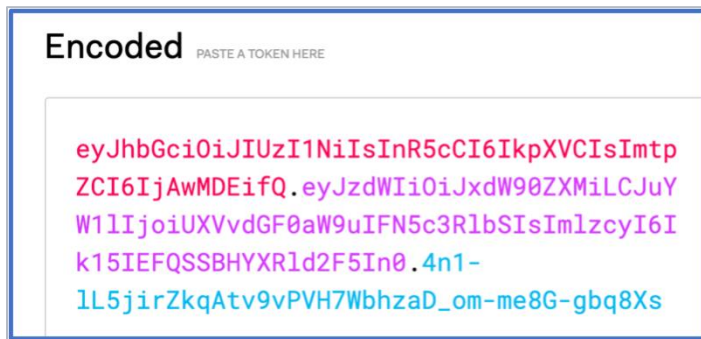 Encoded PASTE A TOKEN HERE
eyJhbGciOiJIUzI1NiIsInR5cCI6IkpXVCIsImtp
ZCI6IjAwMDEifQ.eyJzdWIiOiJxdW90ZXMiLCJuY
W1lIjoiUXVvdGF0aW9uIFN5c3RlbSIsImlzcyI6I
k15IEFQSSBHYXRld2F5In0.4n1-
lL5jirZkqAtv9vPVH7WbhzaD_om-me8G-gbq8Xs